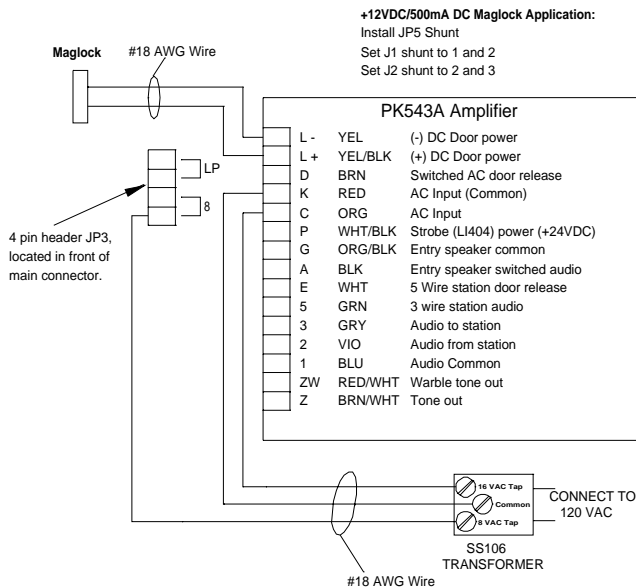 +12VDC/500mA DC Maglock Application:
Install JP5 Shunt
Set J1 shunt to 1 and 2
Set J2 shunt to 2 and 3
Maglock
#18 AWG Wire
LP
8
4 pin header JP3,
located in front of
main connector.
PK543A Amplifier
L - YEL (-) DC Door power
L + YEL/BLK (+) DC Door power
D BRN Switched AC door release
K RED AC Input (Common)
C ORG AC Input
P WHT/BLK Strobe (LI404) power (+24VDC)
G ORG/BLK Entry speaker common
A BLK Entry speaker switched audio
E WHT 5 Wire station door release
5 GRN 3 wire station audio
3 GRY Audio to station
2 VIO Audio from station
1 BLU Audio Common
ZW RED/WHT Warble tone out
Z BRN/WHT Tone out
16 VAC Tap
Common
8 VAC Tap
CONNECT TO
120 VAC
SS106
TRANSFORMER
#18 AWG Wire